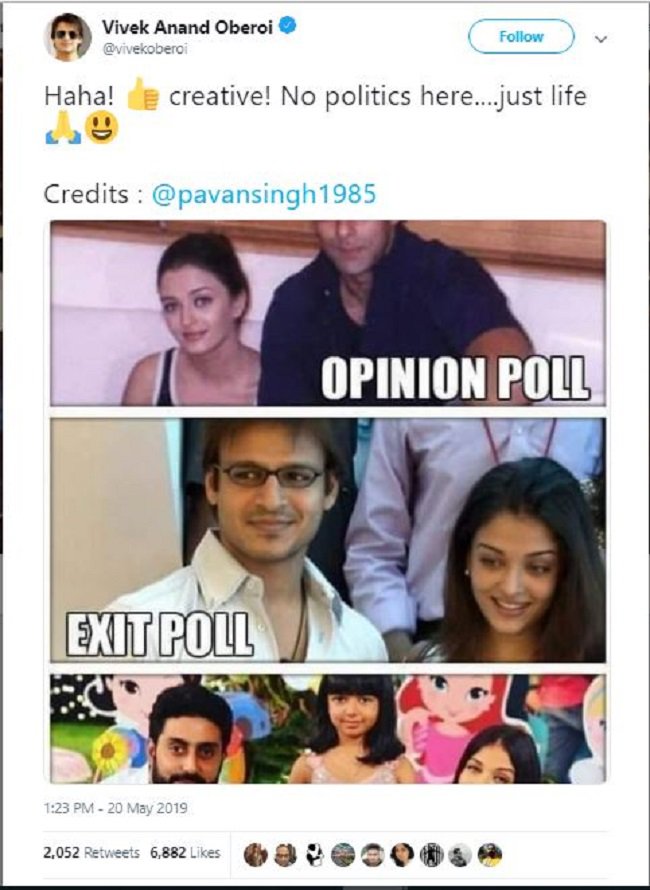 Vivek Anand Oberoi
@vivekoberoi
Follow
Haha! 👍 creative! No politics here....just life
🙏😃
Credits : @pavansingh1985
OPINION POLL
EXIT POLL
1:23 PM - 20 May 2019
2,052 Retweets 6,882 Likes